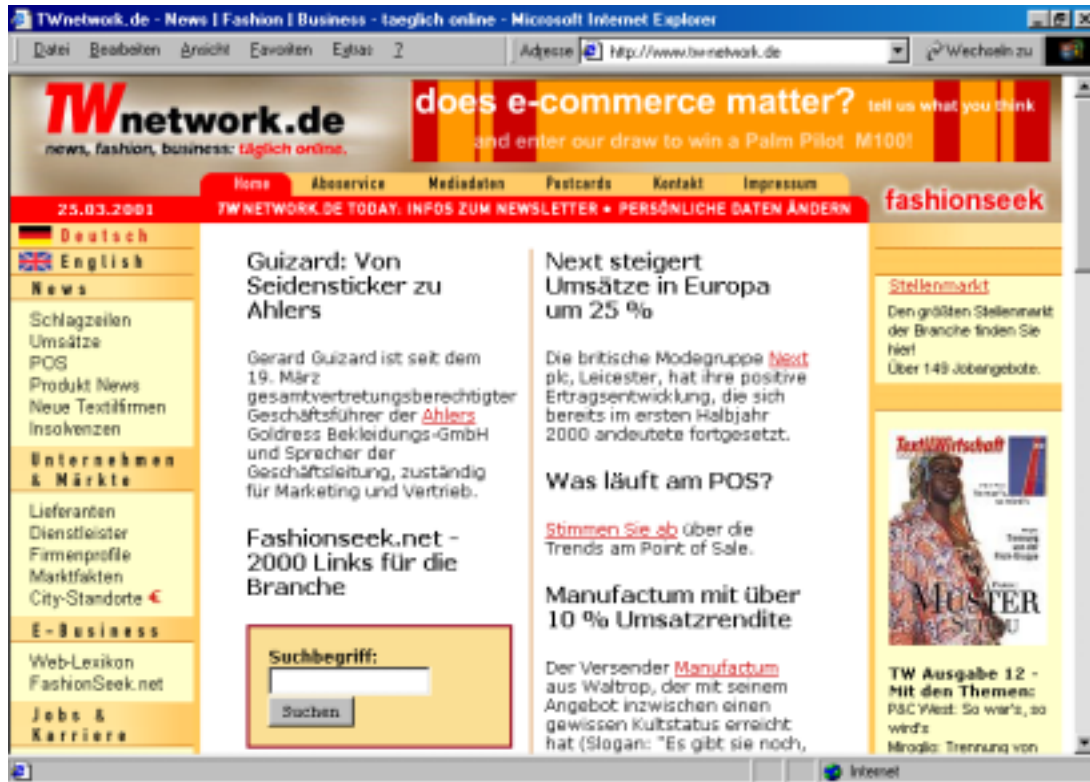 TWnetwork.de - News | Fashion | Business - taeglich online - Microsoft Internet Explorer
Datei Bearbeiten Ansicht Favoriten Extras ?
Adresse http://www.twnetwork.de
Wechseln zu
TWnetwork.de
news, fashion, business: täglich online.
does e-commerce matter? tell us what you think
and enter our draw to win a Palm Pilot M100!
Home Aboservice Mediadaten Postcards Kontakt Impressum
fashionseek
25.03.2001
TWNETWORK.DE TODAY: INFOS ZUM NEWSLETTER • PERSÖNLICHE DATEN ÄNDERN
Deutsch
English
News
Schlagzeilen
Umsätze
POS
Produkt News
Neue Textilfirmen
Insolvenzen
Unternehmen
& Märkte
Lieferanten
Dienstleister
Firmenprofile
Marktfakten
City-Standorte €
E-Business
Web-Lexikon
FashionSeek.net
Jobs &
Karriere
Guizard: Von
Seidensticker zu
Ahlers
Gerard Guizard ist seit dem
19. März
gesamtvertretungsberechtigter
Geschäftsführer der Ahlers
Goldress Bekleidungs-GmbH
und Sprecher der
Geschäftsleitung, zuständig
für Marketing und Vertrieb.
Fashionseek.net -
2000 Links für die
Branche
Suchbegriff:
Suchen
Next steigert
Umsätze in Europa
um 25 %
Die britische Modegruppe Next
plc, Leicester, hat ihre positive
Ertragsentwicklung, die sich
bereits im ersten Halbjahr
2000 andeutete fortgesetzt.
Was läuft am POS?
Stimmen Sie ab über die
Trends am Point of Sale.
Manufactum mit über
10 % Umsatzrendite
Der Versender Manufactum
aus Waltrop, der mit seinem
Angebot inzwischen einen
gewissen Kultstatus erreicht
hat (Slogan: "Es gibt sie noch,
Stellenmarkt
Den größten Stellenmarkt
der Branche finden Sie
hier!
Über 149 Jobangebote.
TextilWirtschaft
MUSTER
TW Ausgabe 12 -
Mit den Themen:
P&C West: So war's, so
wird's
Miroglio: Trennung von
Internet